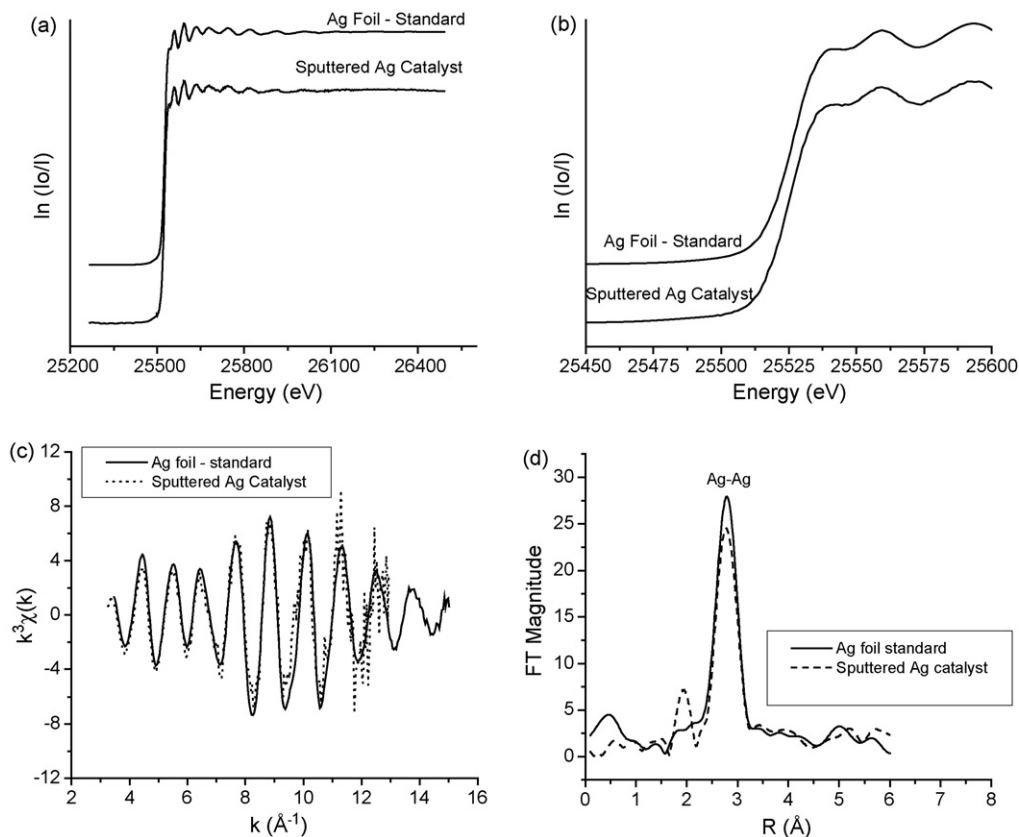 (a)
Ag Foil - Standard
Sputtered Ag Catalyst
ln (Io/I)
25200 25500 25800 26100 26400
Energy (eV)
(b)
Ag Foil - Standard
Sputtered Ag Catalyst
ln (Io/I)
25450 25475 25500 25525 25550 25575 25600
Energy (eV)
(c)
12
8
4
0
-4
-8
-12
Ag foil - standard
Sputtered Ag Catalyst
k³χ(k)
2 4 6 8 10 12 14 16
k (Å⁻¹)
(d)
Ag-Ag
30
25
20
15
10
5
0
FT Magnitude
Ag foil standard
Sputtered Ag catalyst
0 1 2 3 4 5 6 7 8
R (Å)